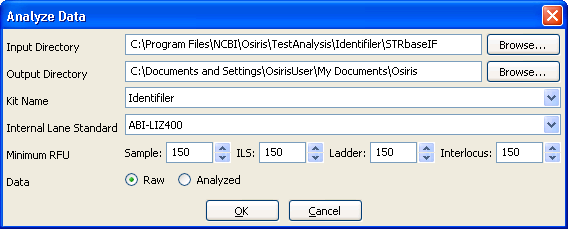 Analyze Data
Input Directory C:\Program Files\NCBI\Osiris\TestAnalysis\Identifiler\STRbaseIF Browse...
Output Directory C:\Documents and Settings\OsirisUser\My Documents\Osiris Browse...
Kit Name Identifiler
Internal Lane Standard ABI-LIZ400
Minimum RFU Sample: 150 ILS: 150 Ladder: 150 Interlocus: 150
Data Raw Analyzed
OK Cancel